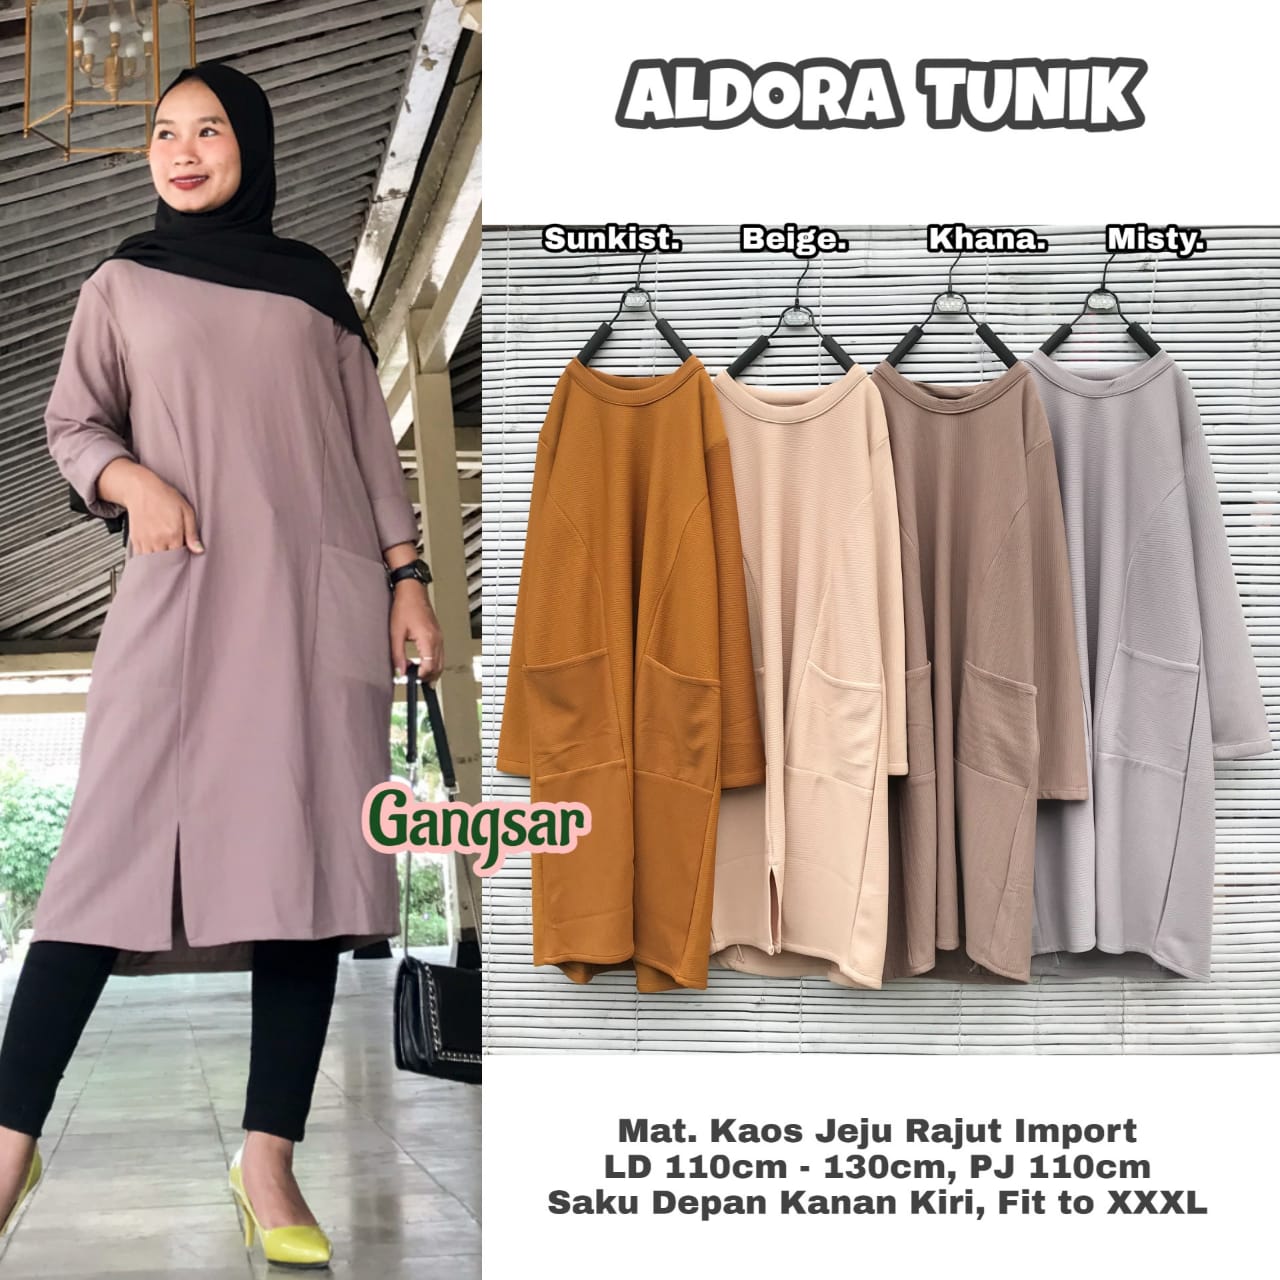 ALDORA TUNIK
Sunkist. Beige. Khana. Misty.
Gangsar
Mat. Kaos Jeju Rajut Import
LD 110cm - 130cm, PJ 110cm
Saku Depan Kanan Kiri, Fit to XXXL